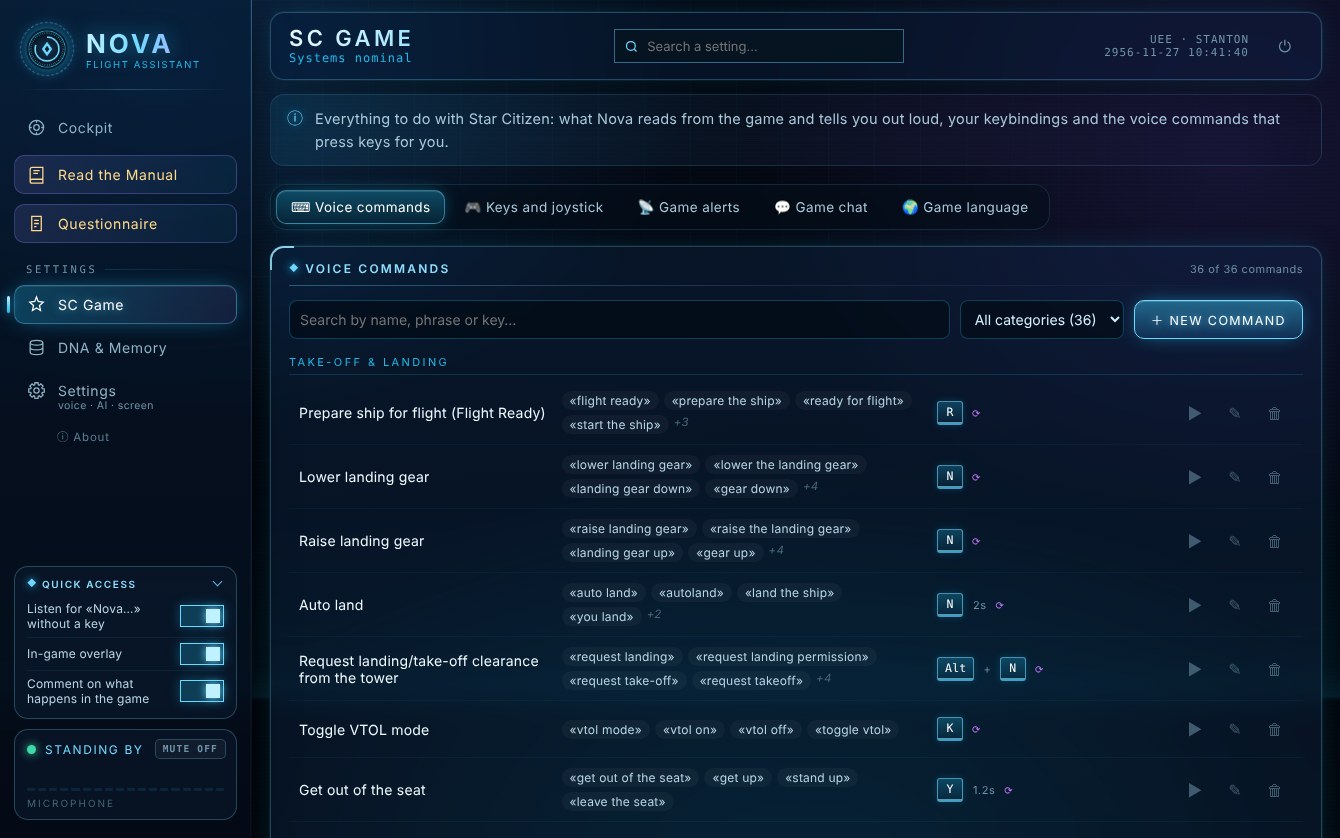 NOVA
FLIGHT ASSISTANT
Cockpit
Read the Manual
Questionnaire
SETTINGS
SC Game
DNA & Memory
Settings
voice · AI · screen
ⓘ About
QUICK ACCESS
Listen for «Nova…»
without a key
In-game overlay
Comment on what
happens in the game
STANDING BY
MUTE OFF
MICROPHONE
SC GAME
Systems nominal
Search a setting...
UEE · STANTON
2956-11-27 10:41:40
Everything to do with Star Citizen: what Nova reads from the game and tells you out loud, your keybindings and the voice commands that
press keys for you.
Voice commands
Keys and joystick
Game alerts
Game chat
Game language
VOICE COMMANDS
36 of 36 commands
Search by name, phrase or key…
All categories (36)
+ NEW COMMAND
TAKE-OFF & LANDING
Prepare ship for flight (Flight Ready)
«flight ready» «prepare the ship» «ready for flight»
«start the ship» +3
R
Lower landing gear
«lower landing gear» «lower the landing gear»
«landing gear down» «gear down» +4
N
Raise landing gear
«raise landing gear» «raise the landing gear»
«landing gear up» «gear up» +4
N
Auto land
«auto land» «autoland» «land the ship»
«you land» +2
N 2s
Request landing/take-off clearance
from the tower
«request landing» «request landing permission»
«request take-off» «request takeoff» +4
Alt + N
Toggle VTOL mode
«vtol mode» «vtol on» «vtol off» «toggle vtol»
K
Get out of the seat
«get out of the seat» «get up» «stand up»
«leave the seat»
Y 1.2s